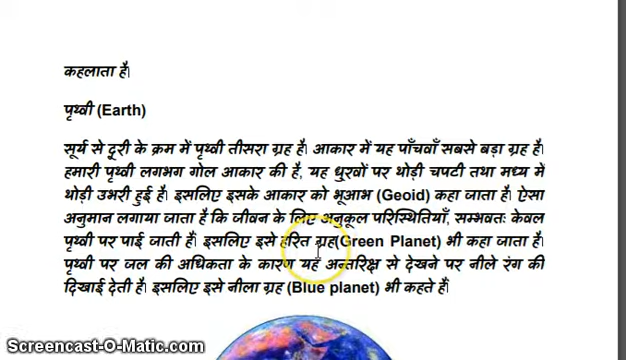 कहलाता है।
पृथ्वी (Earth)
सूर्य से दूरी के क्रम में पृथ्वी तीसरा ग्रह है। आकार में यह पाँचवाँ सबसे बड़ा ग्रह है।
हमारी पृथ्वी लगभग गोल आकार की है, यह धु्रवों पर थोड़ी चपटी तथा मध्य में
थोड़ी उभरी हुई है। इसलिए इसके आकार को भूआभ (Geoid) कहा जाता है। ऐसा
अनुमान लगाया जाता है कि जीवन के लिए अनुकूल परिस्थितियाँ, सम्भवतः केवल
पृथ्वी पर पाई जाती हैं। इसलिए इसे हरित ग्रह(Green Planet) भी कहा जाता है।
पृथ्वी पर जल की अधिकता के कारण यह अन्तरिक्ष से देखने पर नीले रंग की
दिखाई देती है। इसलिए इसे नीला ग्रह (Blue planet) भी कहते हैं।
Screencast-O-Matic.com